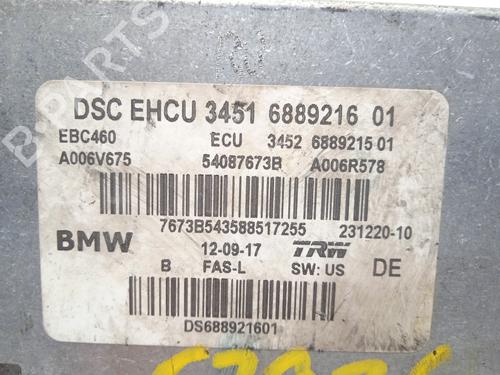 DSC EHCU 3451 6889216 01
EBC460 ECU 3452 6889215 01
A006V675 54087673B A006R578
7673B543588517255 231220-10
BMW 12-09-17 TRW
B FAS-L SW: US DE
DS688921601
B-PARTS